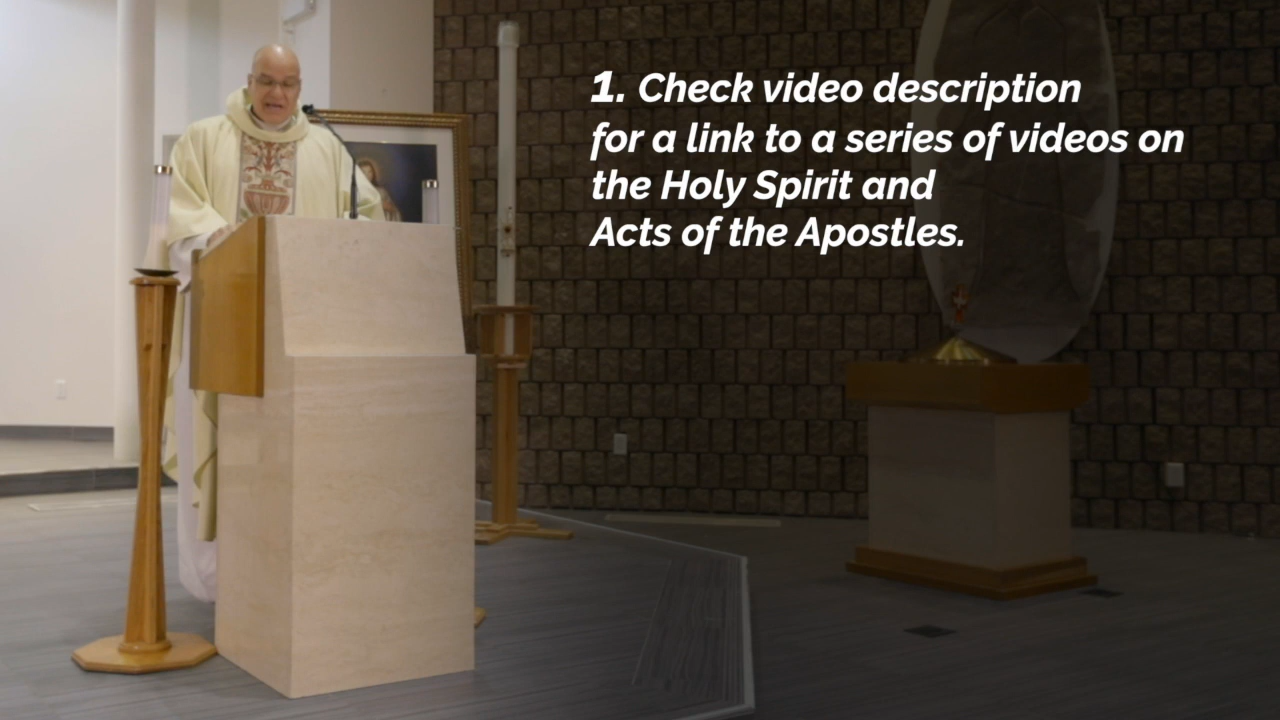 1. Check video description
for a link to a series of videos on
the Holy Spirit and
Acts of the Apostles.